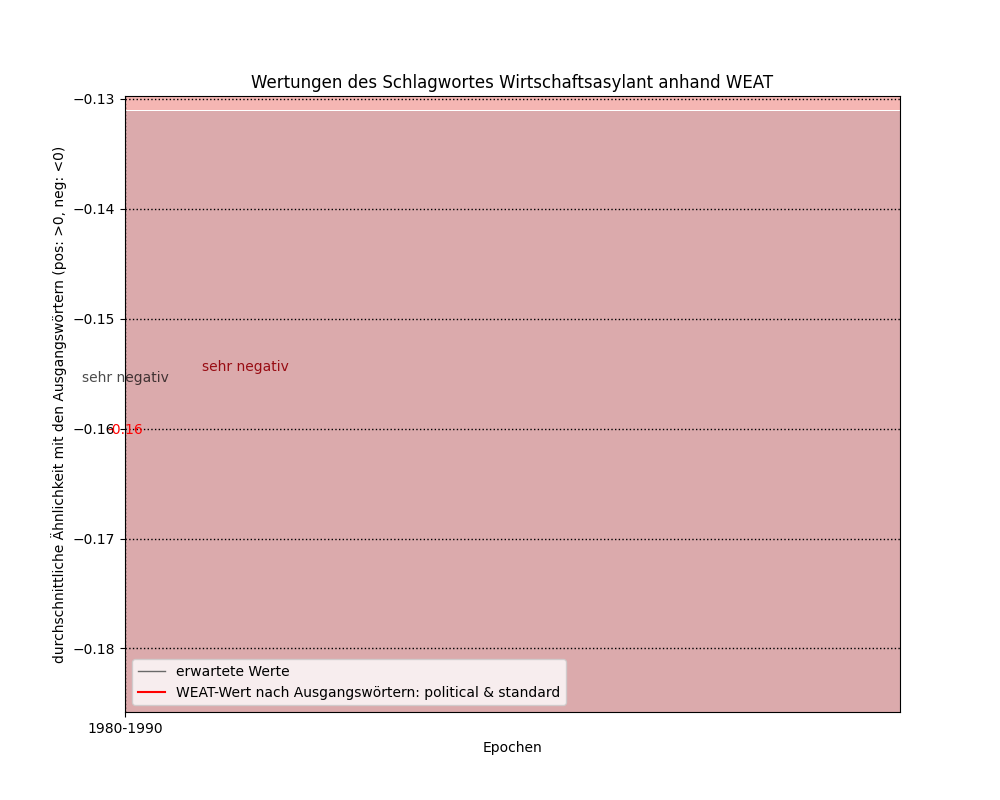 Wertungen des Schlagwortes Wirtschaftsasylant anhand WEAT
durchschnittliche Ähnlichkeit mit den Ausgangswörtern (pos: >0, neg: <0)
−0.13
−0.14
−0.15
sehr negativ
sehr negativ
−0.16
-0.16
−0.17
−0.18
erwartete Werte
WEAT-Wert nach Ausgangswörtern: political & standard
1980-1990
Epochen